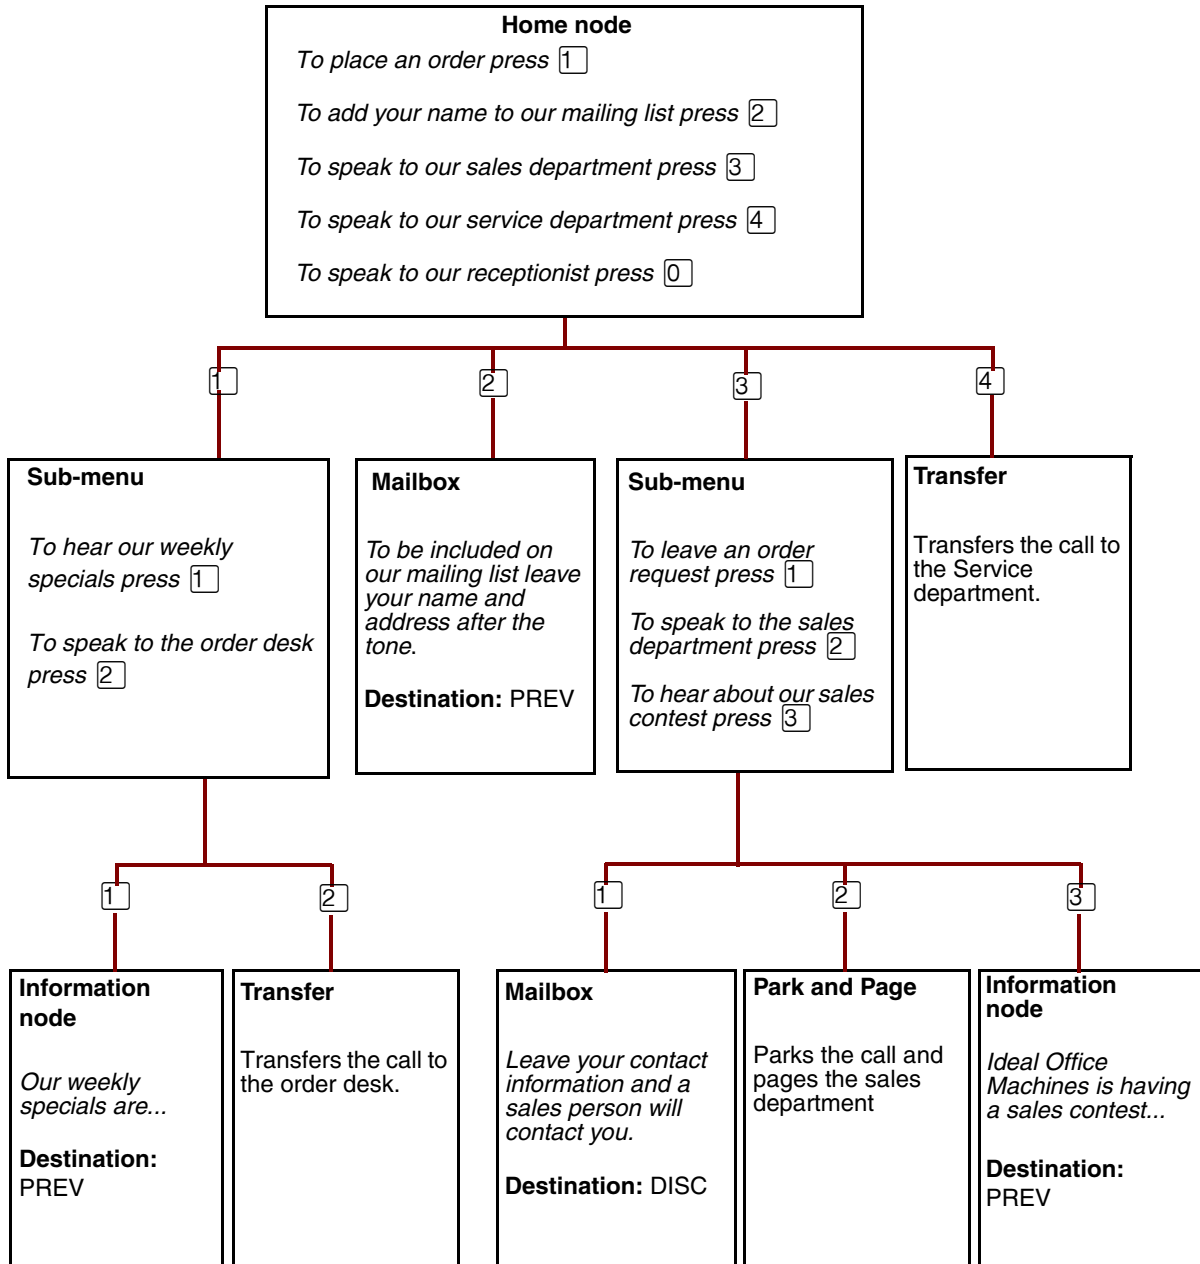 Home node
To place an order press 1
To add your name to our mailing list press 2
To speak to our sales department press 3
To speak to our service department press 4
To speak to our receptionist press 0
1
2
3
4
Sub-menu
To hear our weekly
specials press 1
To speak to the order desk
press 2
Mailbox
To be included on
our mailing list leave
your name and
address after the
tone.
Destination: PREV
Sub-menu
To leave an order
request press 1
To speak to the sales
department press 2
To hear about our sales
contest press 3
Transfer
Transfers the call to
the Service
department.
1
2
1
2
3
Information
node
Our weekly
specials are...
Destination:
PREV
Transfer
Transfers the call to
the order desk.
Mailbox
Leave your contact
information and a
sales person will
contact you.
Destination: DISC
Park and Page
Parks the call and
pages the sales
department
Information
node
Ideal Office
Machines is having
a sales contest...
Destination:
PREV